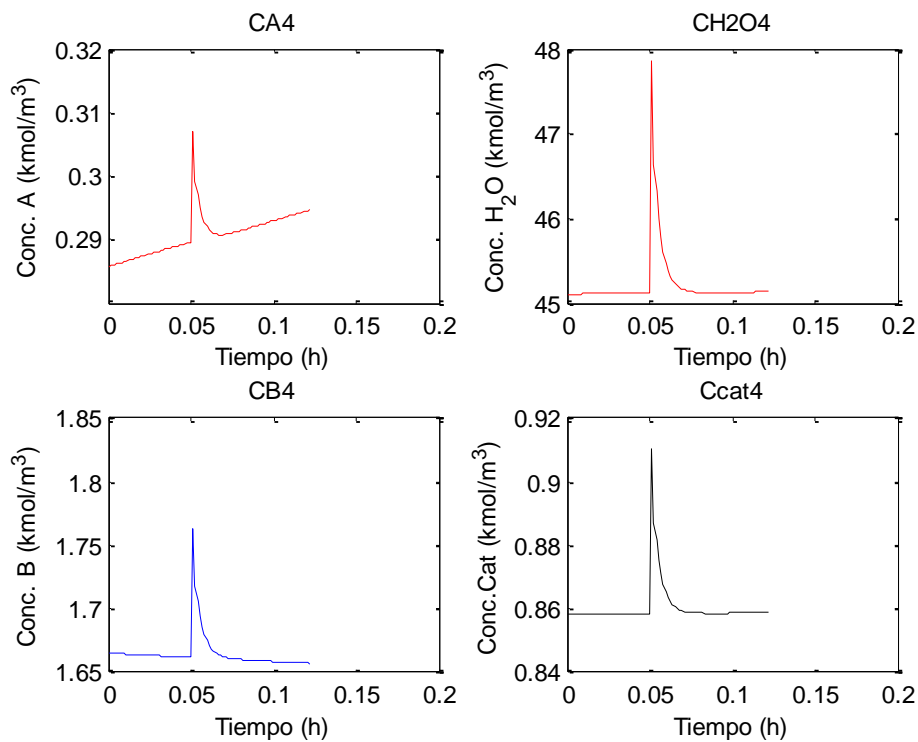 CA4
Conc. A (kmol/m³)
0.32
0.31
0.3
0.29
0 0.05 0.1 0.15 0.2
Tiempo (h)
CH2O4
Conc. H₂O (kmol/m³)
48
47
46
45
0 0.05 0.1 0.15 0.2
Tiempo (h)
CB4
Conc. B (kmol/m³)
1.85
1.8
1.75
1.7
1.65
0 0.05 0.1 0.15 0.2
Tiempo (h)
Ccat4
Conc.Cat (kmol/m³)
0.92
0.9
0.88
0.86
0.84
0 0.05 0.1 0.15 0.2
Tiempo (h)